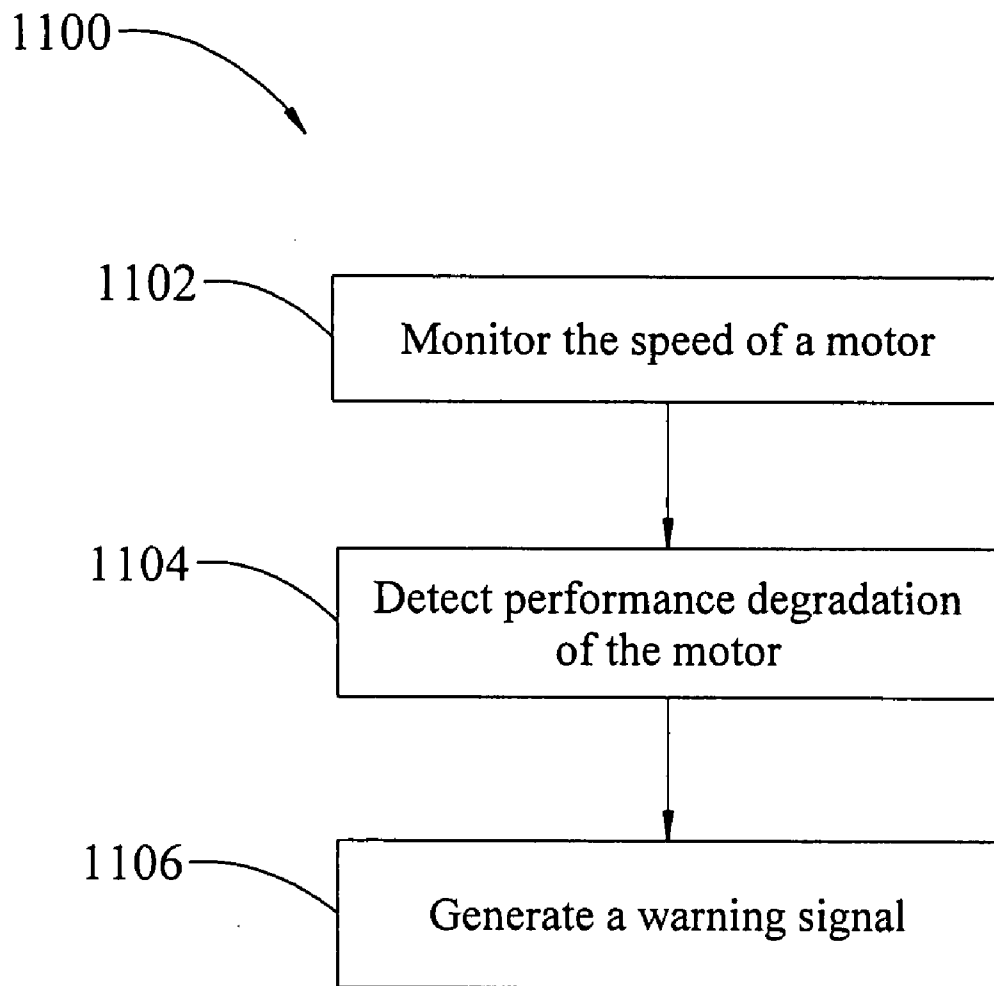 1100
1102
Monitor the speed of a motor
1104
Detect performance degradation
of the motor
1106
Generate a warning signal